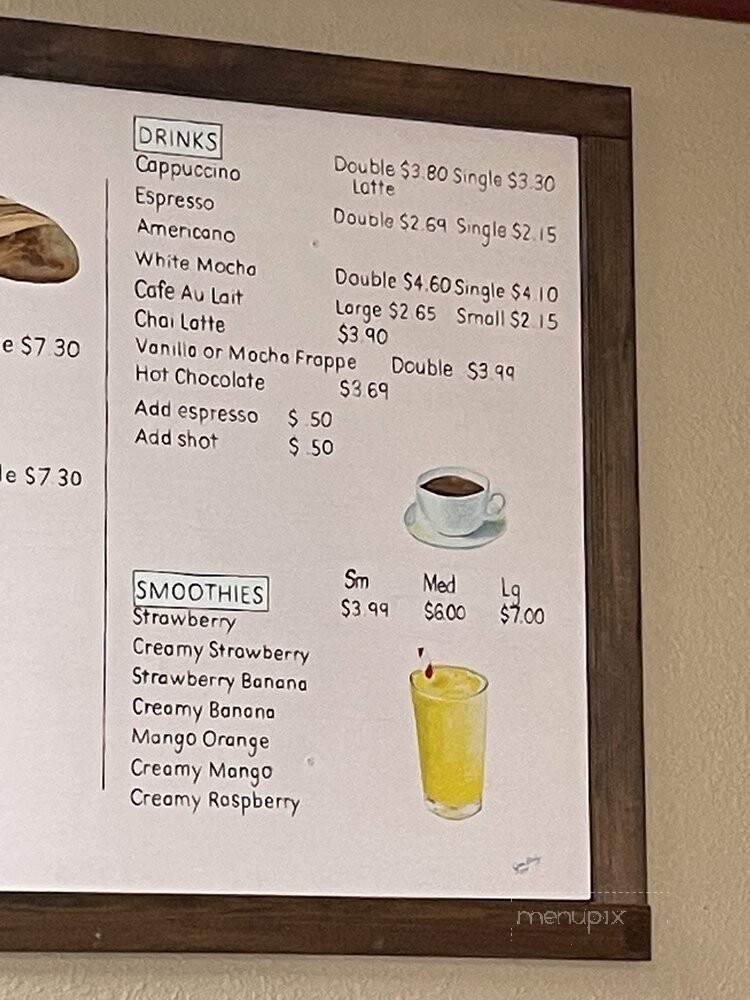 DRINKS
Cappuccino Double $3.80 Single $3.30
Latte
Espresso Double $2.69 Single $2.15
Americano
White Mocha Double $4.60 Single $4.10
Cafe Au Lait Large $2.65 Small $2.15
Chai Latte $3.90
Vanilla or Mocha Frappe Double $3.99
Hot Chocolate $3.69
Add espresso $ .50
Add shot $ .50
e $7.30
le $7.30
SMOOTHIES Sm Med Lg
$3.99 $6.00 $7.00
Strawberry
Creamy Strawberry
Strawberry Banana
Creamy Banana
Mango Orange
Creamy Mango
Creamy Raspberry
menupix